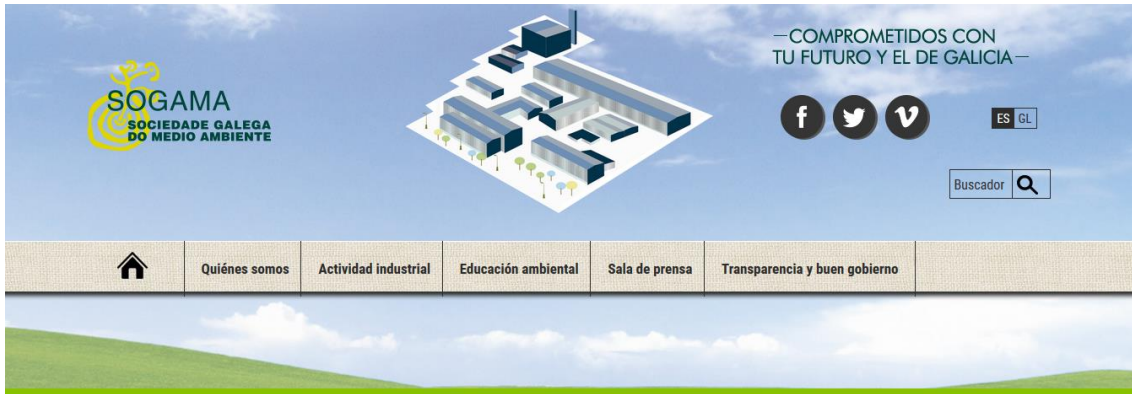 SOGAMA
SOCIEDADE GALEGA
DO MEDIO AMBIENTE
—COMPROMETIDOS CON
TU FUTURO Y EL DE GALICIA—
ES GL
Buscador
Quiénes somos Actividad industrial Educación ambiental Sala de prensa Transparencia y buen gobierno